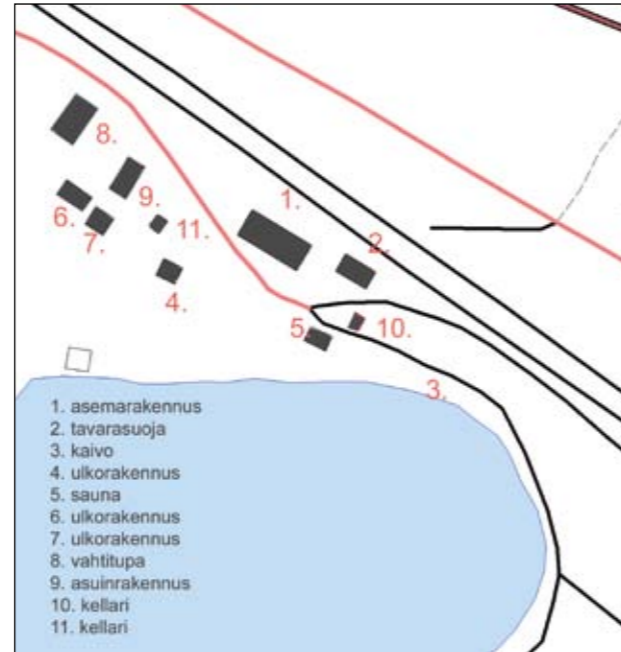 1.
8.
9.
2.
6.
7.
11.
4.
5.
10.
3.
1. asemarakennus
2. tavarasuoja
3. kaivo
4. ulkorakennus
5. sauna
6. ulkorakennus
7. ulkorakennus
8. vahtitupa
9. asuinrakennus
10. kellari
11. kellari